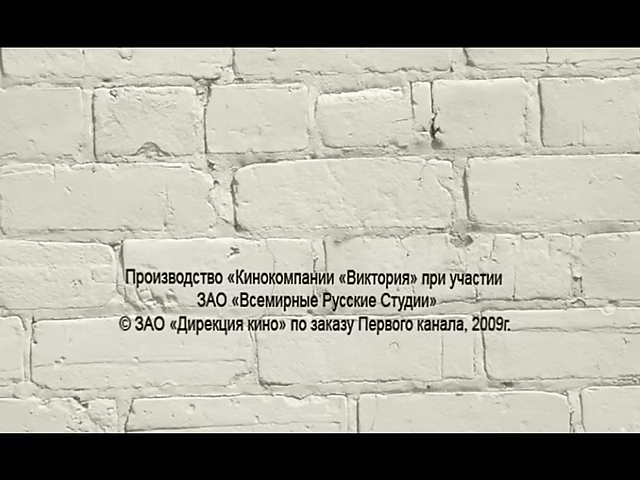 Производство «Кинокомпании «Виктория» при участии
ЗАО «Всемирные Русские Студии»
© ЗАО «Дирекция кино» по заказу Первого канала, 2009г.